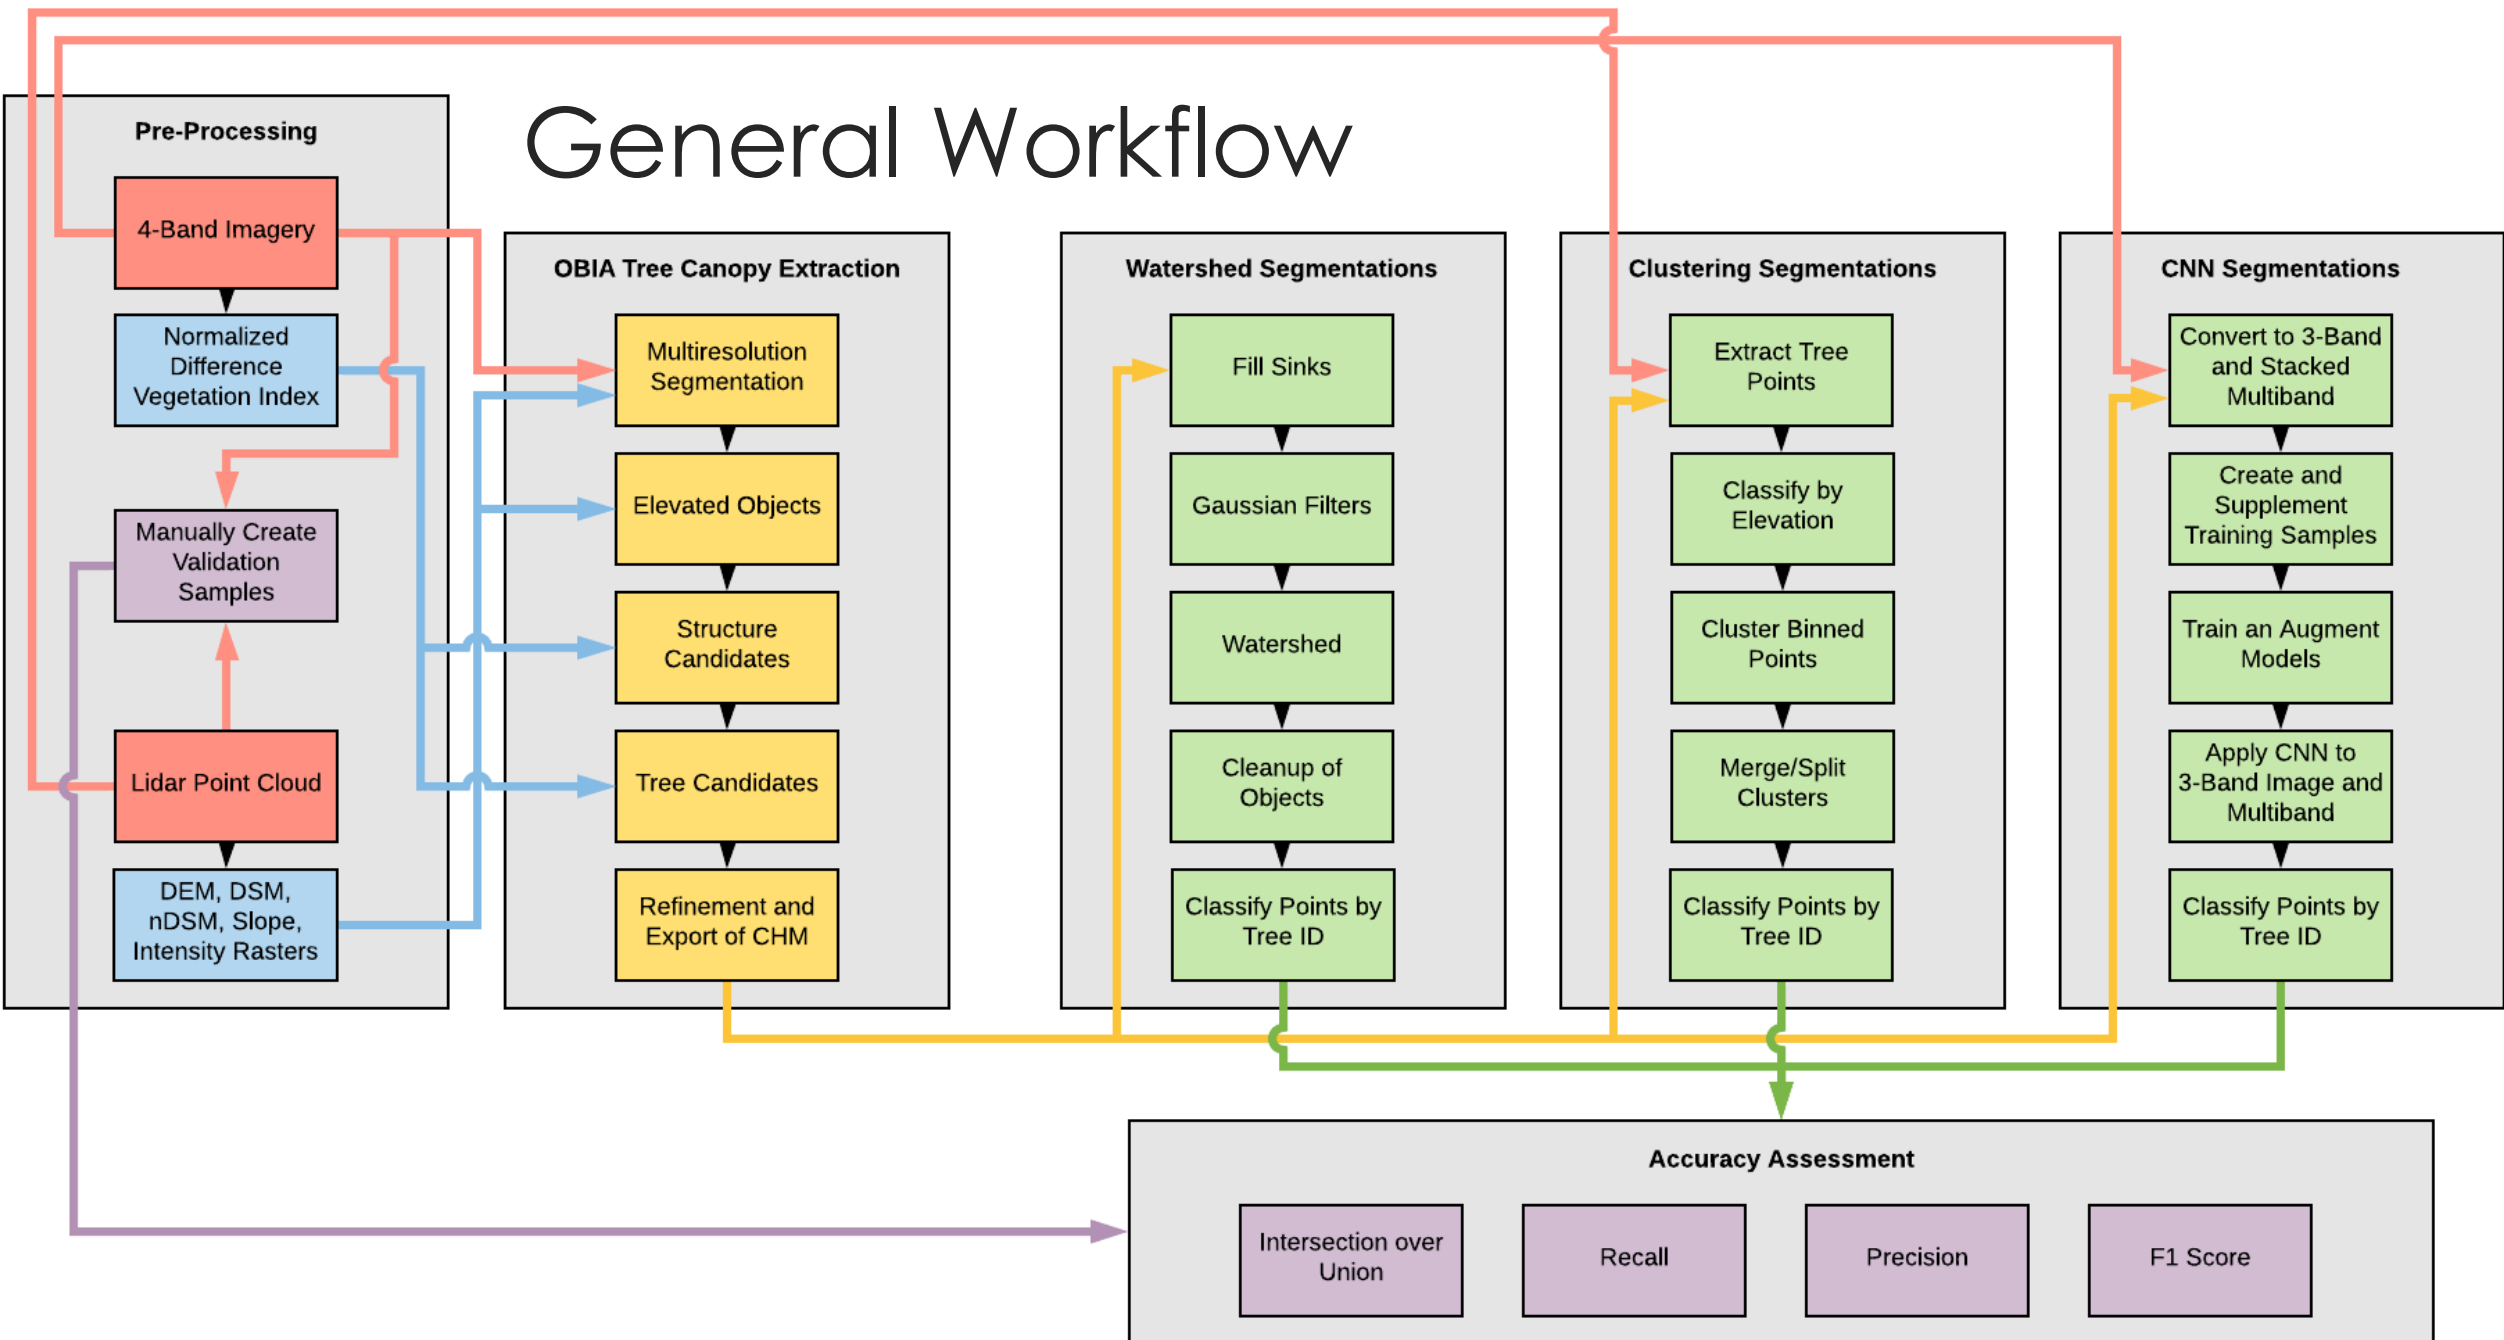 General Workflow
Pre-Processing
4-Band Imagery
Normalized
Difference
Vegetation Index
Manually Create
Validation
Samples
Lidar Point Cloud
DEM, DSM,
nDSM, Slope,
Intensity Rasters
OBIA Tree Canopy Extraction
Multiresolution
Segmentation
Elevated Objects
Structure
Candidates
Tree Candidates
Refinement and
Export of CHM
Watershed Segmentations
Fill Sinks
Gaussian Filters
Watershed
Cleanup of
Objects
Classify Points by
Tree ID
Clustering Segmentations
Extract Tree
Points
Classify by
Elevation
Cluster Binned
Points
Merge/Split
Clusters
Classify Points by
Tree ID
CNN Segmentations
Convert to 3-Band
and Stacked
Multiband
Create and
Supplement
Training Samples
Train an Augment
Models
Apply CNN to
3-Band Image and
Multiband
Classify Points by
Tree ID
Accuracy Assessment
Intersection over
Union
Recall
Precision
F1 Score